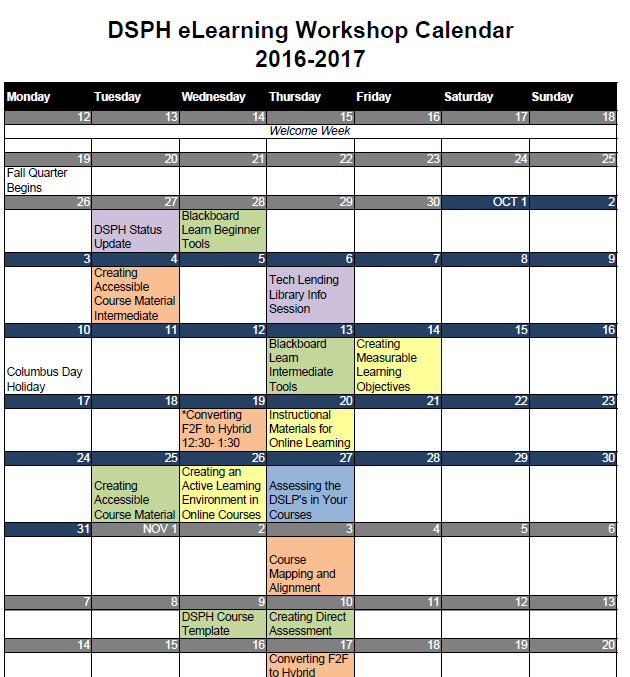 DSPH eLearning Workshop Calendar
2016-2017
Monday Tuesday Wednesday Thursday Friday Saturday Sunday
12 13 14 15 16 17 18
Welcome Week
19 20 21 22 23 24 25
Fall Quarter
Begins
26 27 28 29 30 OCT 1 2
DSPH Status
Update
Blackboard
Learn Beginner
Tools
3 4 5 6 7 8 9
Creating
Accessible
Course Material
Intermediate
Tech Lending
Library Info
Session
10 11 12 13 14 15 16
Columbus Day
Holiday
Blackboard
Learn
Intermediate
Tools
Creating
Measurable
Learning
Objectives
17 18 19 20 21 22 23
*Converting
F2F to Hybrid
12:30- 1:30
Instructional
Materials for
Online Learning
24 25 26 27 28 29 30
Creating
Accessible
Course Material
Creating an
Active Learning
Environment in
Online Courses
Assessing the
DSLP's in Your
Courses
31 NOV 1 2 3 4 5 6
Course
Mapping and
Alignment
7 8 9 10 11 12 13
DSPH Course
Template
Creating Direct
Assessment
14 15 16 17 18 19 20
Converting F2F
to Hybrid